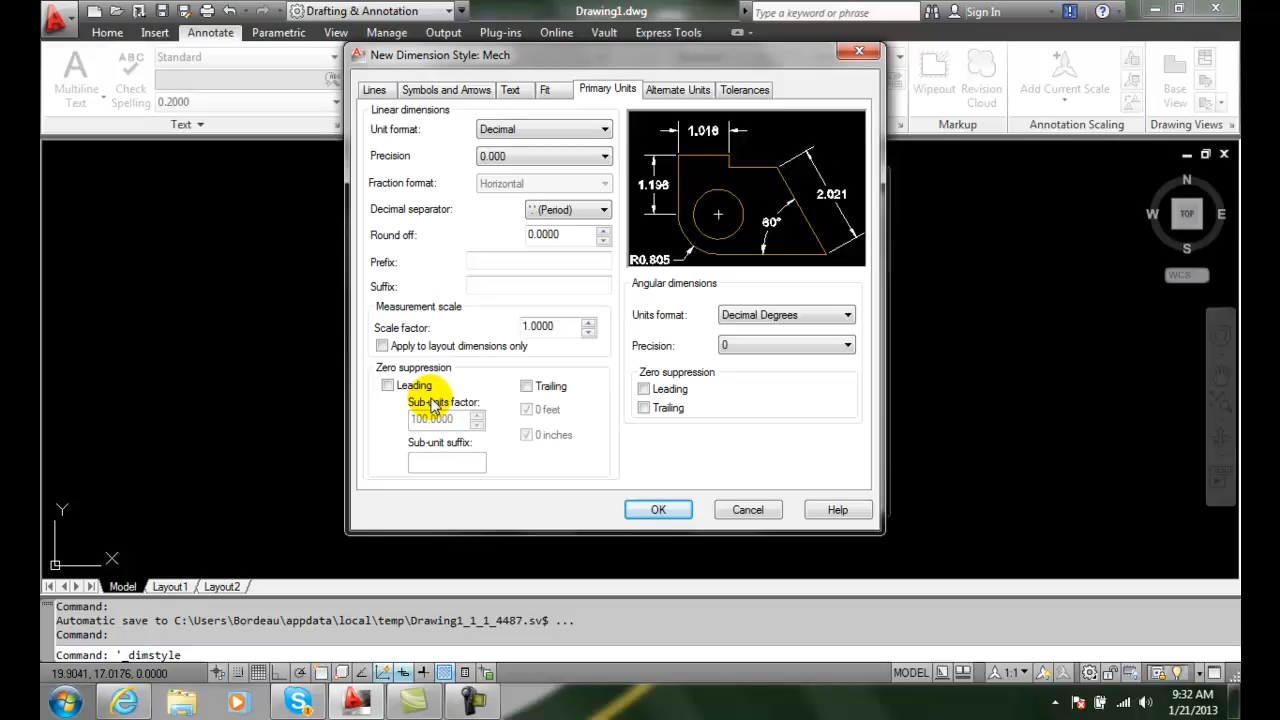 Drafting & Annotation
Drawing1.dwg
Type a keyword or phrase
Sign In
Home Insert Annotate Parametric View Manage Output Plug-ins Online Vault Express Tools
Multiline Text
Check Spelling
Standard
0.2000
Text
Wipeout
Revision Cloud
Add Current Scale
Base View
Markup
Annotation Scaling
Drawing Views
New Dimension Style: Mech
Lines Symbols and Arrows Text Fit Primary Units Alternate Units Tolerances
Linear dimensions
Unit format: Decimal
Precision 0.000
Fraction format: Horizontal
Decimal separator: '.' (Period)
Round off: 0.0000
Prefix:
Suffix:
Measurement scale
Scale factor: 1.0000
Apply to layout dimensions only
Zero suppression
Leading
Trailing
Sub-units factor:
100.0000
0 feet
0 inches
Sub-unit suffix:
1.016
1.196
2.021
60°
R0.805
Angular dimensions
Units format: Decimal Degrees
Precision: 0
Zero suppression
Leading
Trailing
OK Cancel Help
N
W TOP E
S
WCS
Y
X
Model Layout1 Layout2
Command:
Automatic save to C:\Users\Bordeau\appdata\local\temp\Drawing1_1_1_4487.sv$ ...
Command:
Command: '_dimstyle
19.9041, 17.0176, 0.0000
MODEL
1:1
9:32 AM
1/21/2013